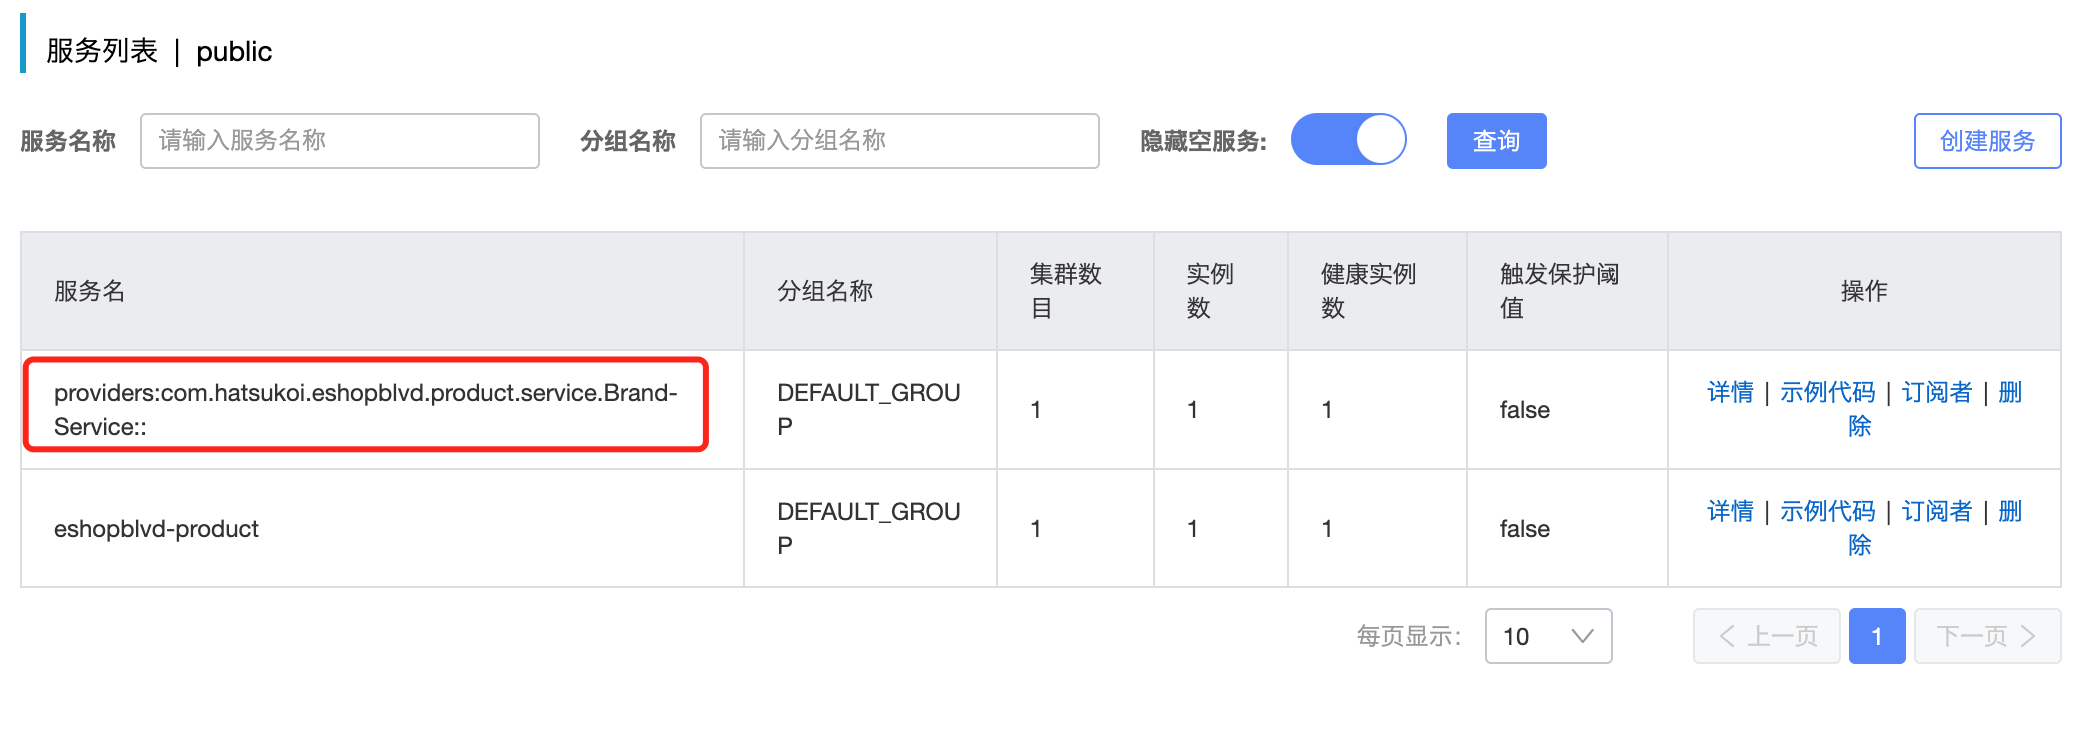 服务列表 | public
服务名称 请输入服务名称 分组名称 请输入分组名称 隐藏空服务: 查询 创建服务
服务名 分组名称 集群数目 实例数 健康实例数 触发保护阈值 操作
providers:com.hatsukoi.eshopblvd.product.service.Brand-
Service::
DEFAULT_GROU
P
1 1 1 false
详情 | 示例代码 | 订阅者 | 删
除
eshopblvd-product
DEFAULT_GROU
P
1 1 1 false
详情 | 示例代码 | 订阅者 | 删
除
每页显示: 10 上一页 1 下一页